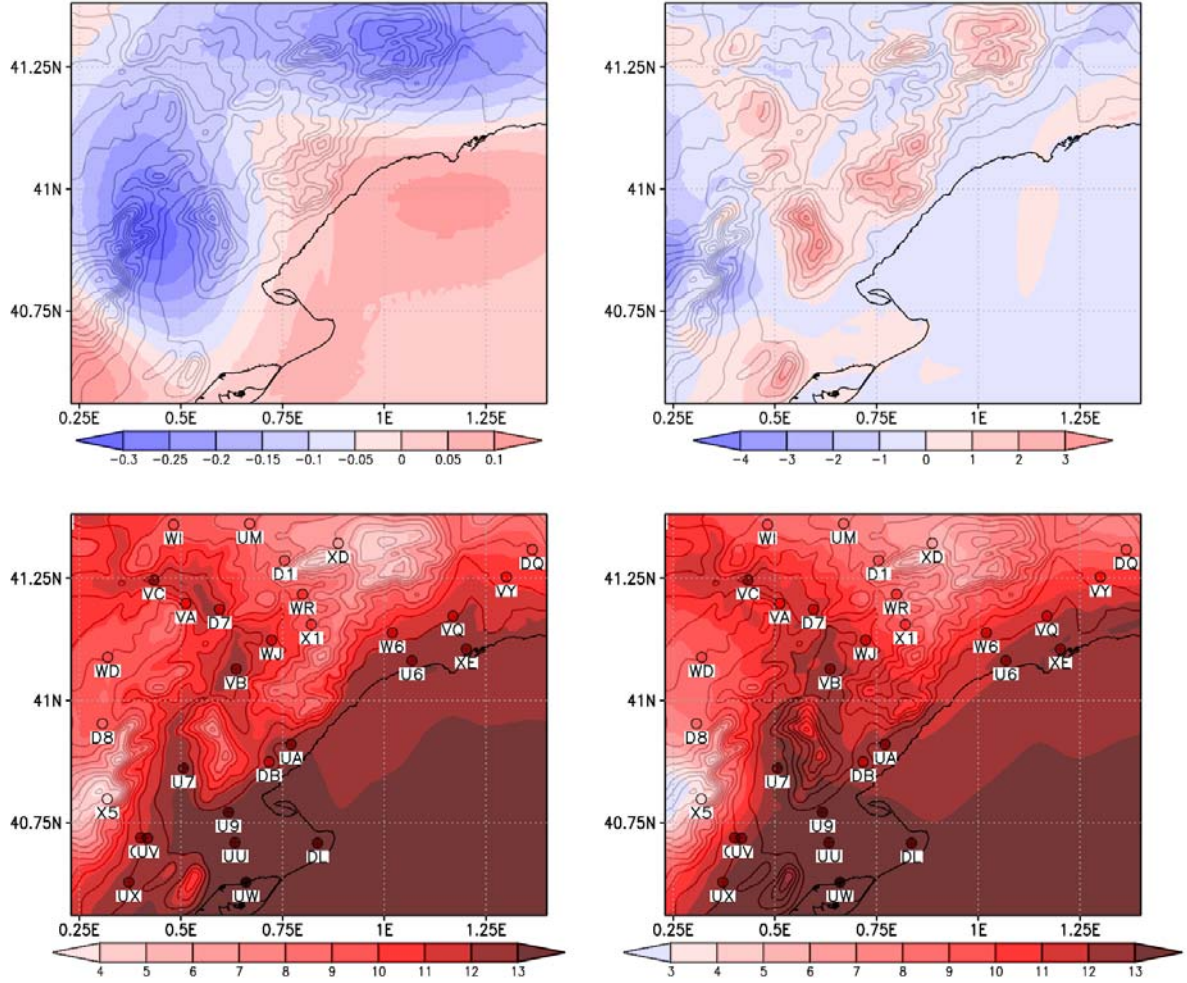 41.25N
41N
40.75N
0.25E 0.5E 0.75E 1E 1.25E
-0.3 -0.25 -0.2 -0.15 -0.1 -0.05 0 0.05 0.1
41.25N
41N
40.75N
0.25E 0.5E 0.75E 1E 1.25E
-4 -3 -2 -1 0 1 2 3
WI UM
XD
DQ
41.25N
D1
VC
VY
WR
VA
D7
VQ
X1
W6
WJ
XE
WD
U6
VB
41N
D8
UA
U7
DB
X5
40.75N
U9
UV
UU
DL
UX
UW
0.25E 0.5E 0.75E 1E 1.25E
4 5 6 7 8 9 10 11 12 13
WI UM
XD
DQ
41.25N
D1
VC
VY
WR
VA
D7
VQ
X1
W6
WJ
XE
WD
U6
VB
41N
D8
UA
U7
DB
X5
40.75N
U9
UV
UU
DL
UX
UW
0.25E 0.5E 0.75E 1E 1.25E
3 4 5 6 7 8 9 10 11 12 13